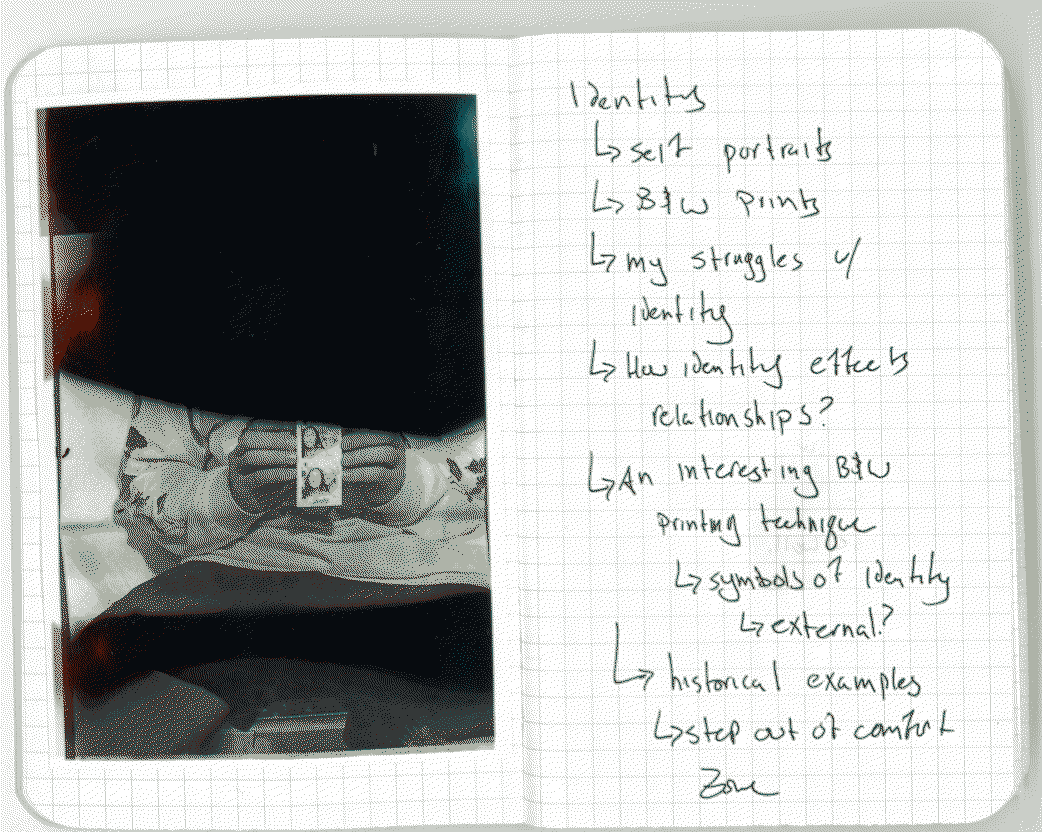 Identity
↳ self portraits
↳ B&W prints
↳ my struggles w/
identity
↳ How identity effects
relationships?
↳ An interesting B&W
printing technique
↳ symbols of identity
↳ external?
↳ historical examples
↳ step out of comfort
Zone